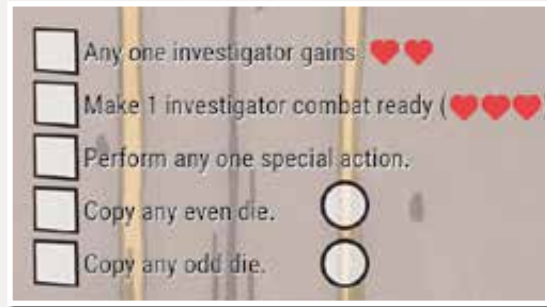 Any one investigator gains ♥♥
Make 1 investigator combat ready (♥♥♥
Perform any one special action.
Copy any even die.
Copy any odd die.